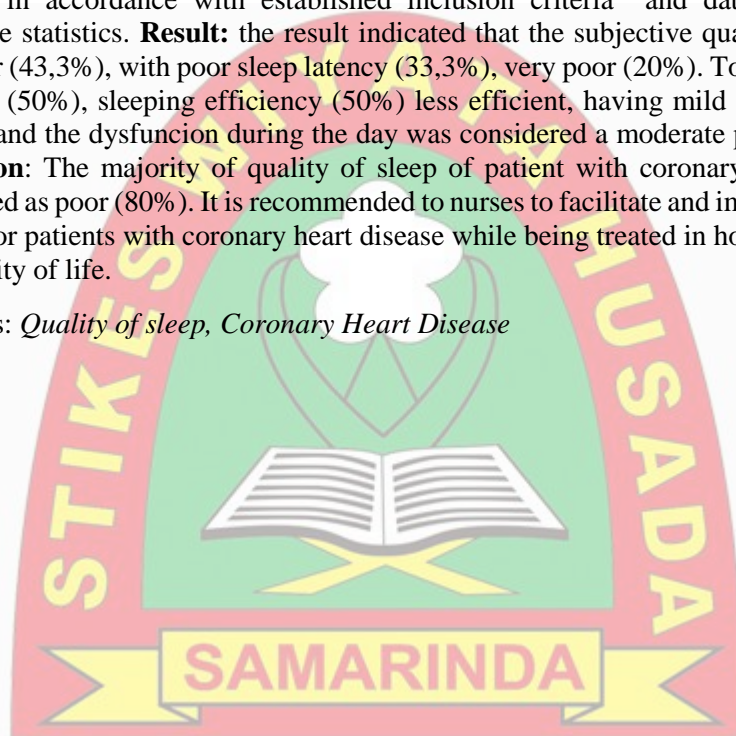 in accordance with established inclusion criteria and dat
e statistics. Result: the result indicated that the subjective qua
r (43,3%), with poor sleep latency (33,3%), very poor (20%). To
(50%), sleeping efficiency (50%) less efficient, having mild
and the dysfuncion during the day was considered a moderate p
on: The majority of quality of sleep of patient with coronary
ed as poor (80%). It is recommended to nurses to facilitate and im
or patients with coronary heart disease while being treated in ho
ity of life.
s: Quality of sleep, Coronary Heart Disease
STIKES WIYATA HUSADA
SAMARINDA